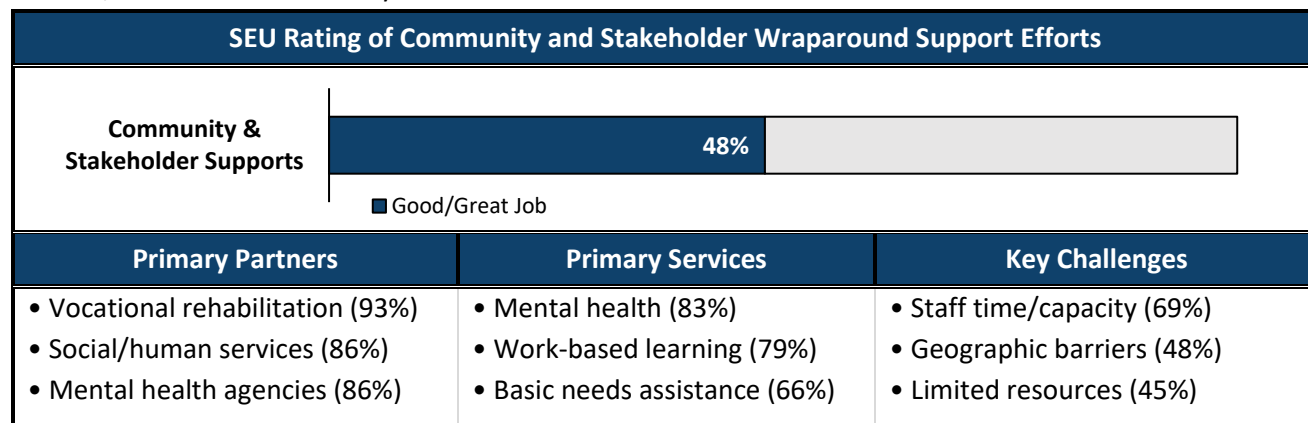 SEU Rating of Community and Stakeholder Wraparound Support Efforts
Community &
Stakeholder Supports
48%
Good/Great Job
Primary Partners
Primary Services
Key Challenges
• Vocational rehabilitation (93%)
• Social/human services (86%)
• Mental health agencies (86%)
• Mental health (83%)
• Work-based learning (79%)
• Basic needs assistance (66%)
• Staff time/capacity (69%)
• Geographic barriers (48%)
• Limited resources (45%)